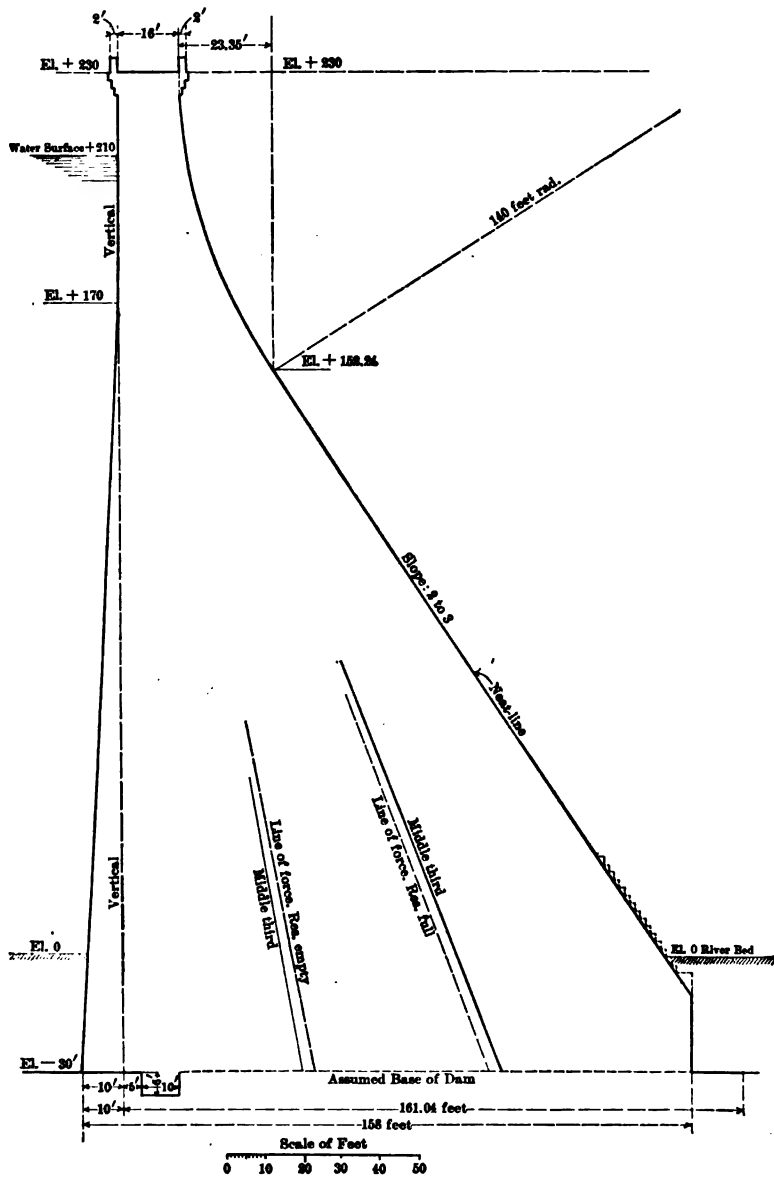 2' 2'
16'
23.35'
El. + 230 El. + 230
Water Surface + 210
140 feet rad.
Vertical
El. + 170
El. + 152.24
Slope: 2 to 3
Neat-line
Middle third
Line of force. Res. full
Line of force. Res. empty
Middle third
Vertical
El. 0 El. 0 River Bed
El. — 30'
Assumed Base of Dam
10' 5' 10'
10' 161.04 feet
158 feet
Scale of Feet
0 10 20 30 40 50